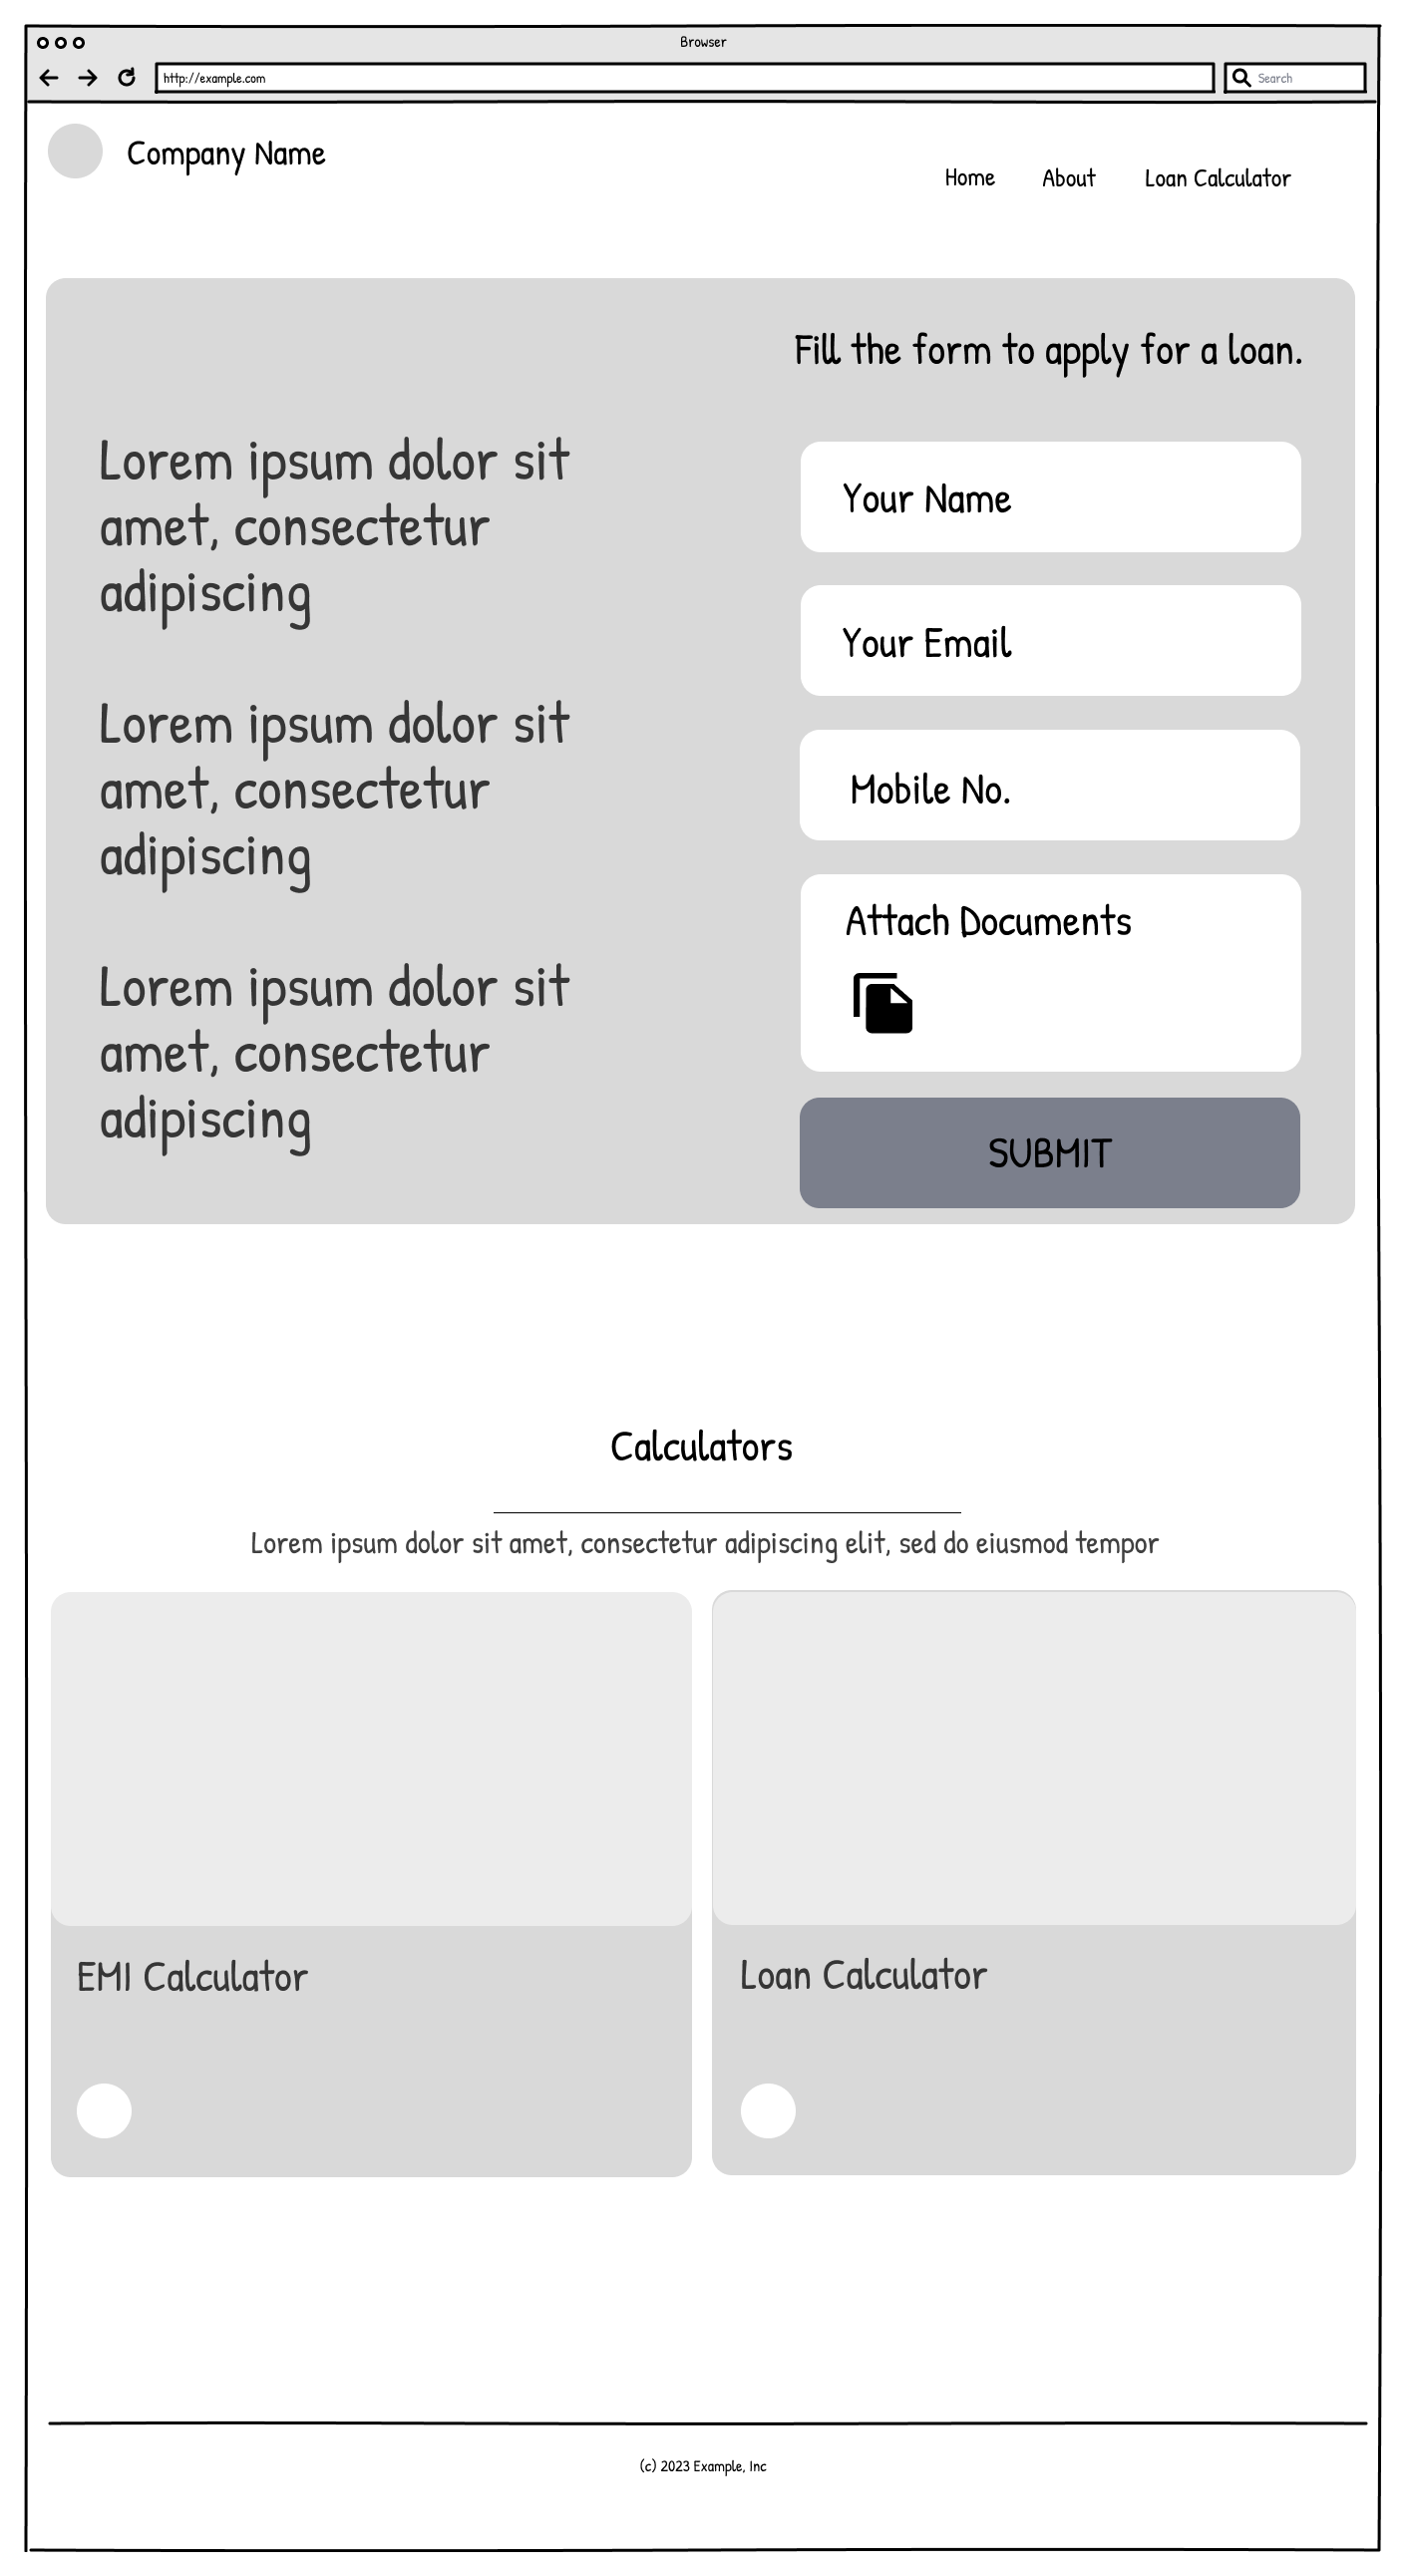 Browser
http://example.com
Search
Company Name
Home
About
Loan Calculator
Fill the form to apply for a loan.
Lorem ipsum dolor sit
amet, consectetur
adipiscing
Lorem ipsum dolor sit
amet, consectetur
adipiscing
Lorem ipsum dolor sit
amet, consectetur
adipiscing
Your Name
Your Email
Mobile No.
Attach Documents
SUBMIT
Calculators
Lorem ipsum dolor sit amet, consectetur adipiscing elit, sed do eiusmod tempor
EMI Calculator
Loan Calculator
(c) 2023 Example, Inc